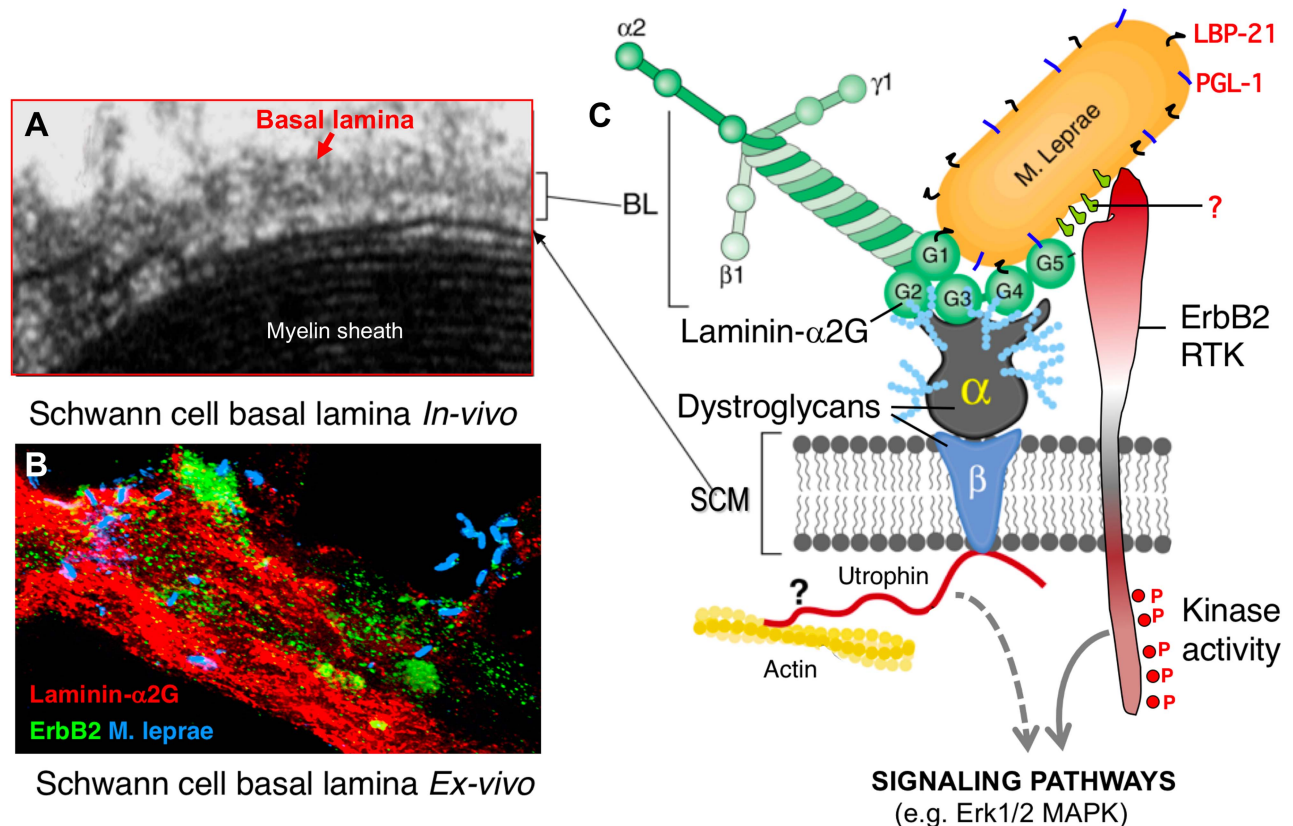 A
Basal lamina
Myelin sheath
Schwann cell basal lamina In-vivo
B
Laminin-α2G
ErbB2 M. leprae
Schwann cell basal lamina Ex-vivo
C
α2
γ1
β1
BL
LBP-21
PGL-1
M. Leprae
?
G1
G2
G3
G4
G5
Laminin-α2G
ErbB2
RTK
α
Dystroglycans
β
SCM
Utrophin
?
Actin
P
P
P
P
P
Kinase
activity
SIGNALING PATHWAYS
(e.g. Erk1/2 MAPK)